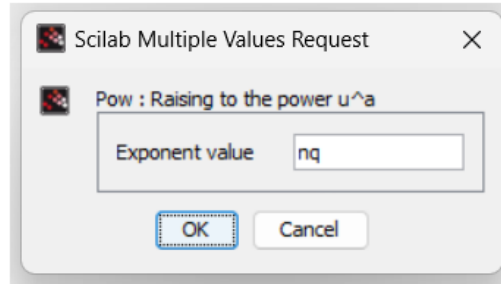 Scilab Multiple Values Request
Pow : Raising to the power u^a
Exponent value nq
OK Cancel